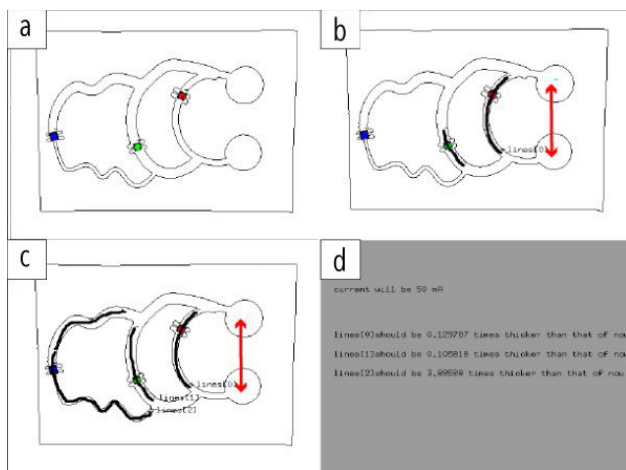 a
b
lines[0]
c
lines[0]
lines[1]
lines[2]
d
current will be 50 mA
lines[0]should be 0.129787 times thicker than that of now
lines[1]should be 0.105818 times thicker than that of now
lines[2]should be times thicker than that of now